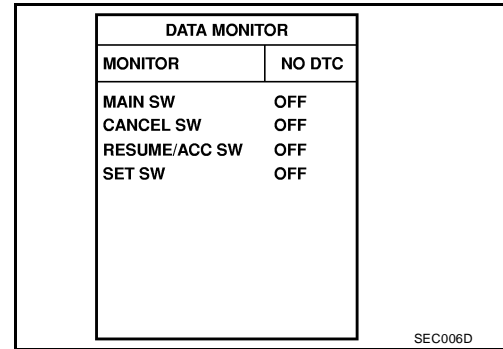 DATA MONITOR
MONITOR NO DTC
MAIN SW OFF
CANCEL SW OFF
RESUME/ACC SW OFF
SET SW OFF
SEC006D